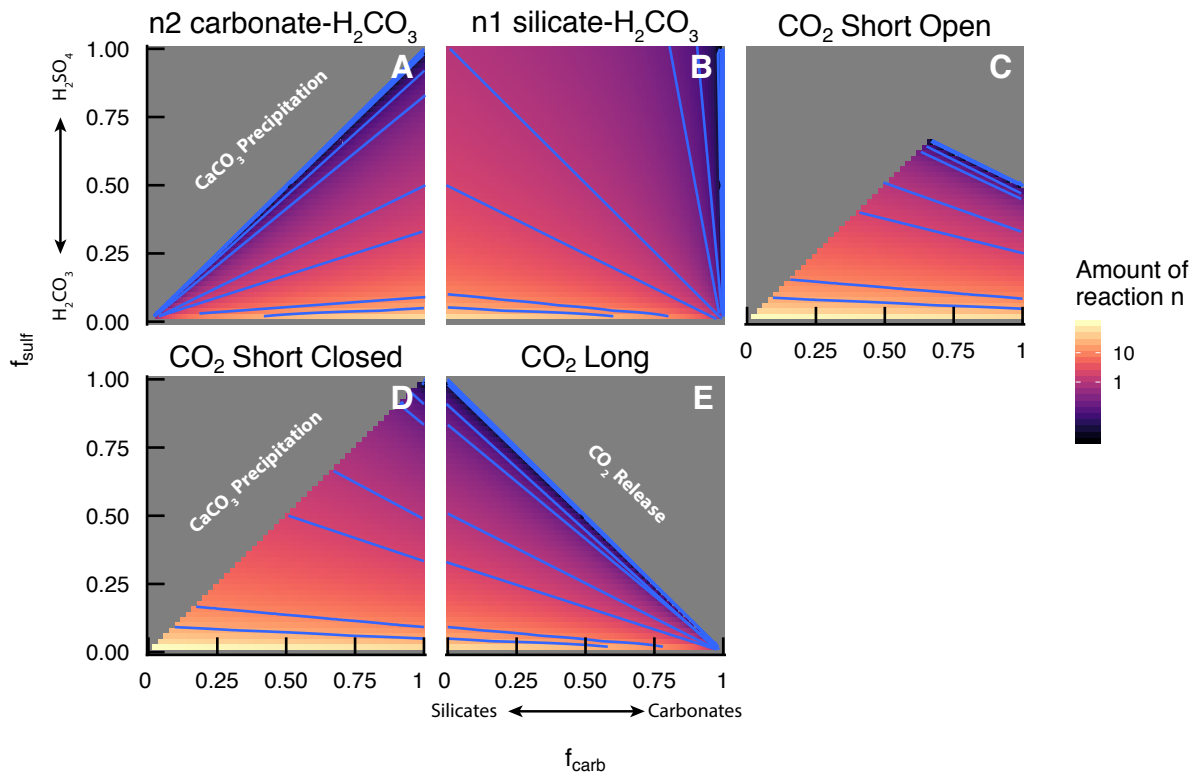 n2 carbonate-H₂CO₃
n1 silicate-H₂CO₃
CO₂ Short Open
A
B
C
1.00
0.75
0.50
0.25
0.00
H₂SO₄
H₂CO₃
CaCO₃ Precipitation
0
0.25
0.50
0.75
1
f_sulf
Amount of
reaction n
10
1
CO₂ Short Closed
CO₂ Long
D
E
1.00
0.75
0.50
0.25
0.00
CaCO₃ Precipitation
CO₂ Release
0
0.25
0.50
0.75
1
0
0.25
0.50
0.75
1
Silicates
Carbonates
f_carb